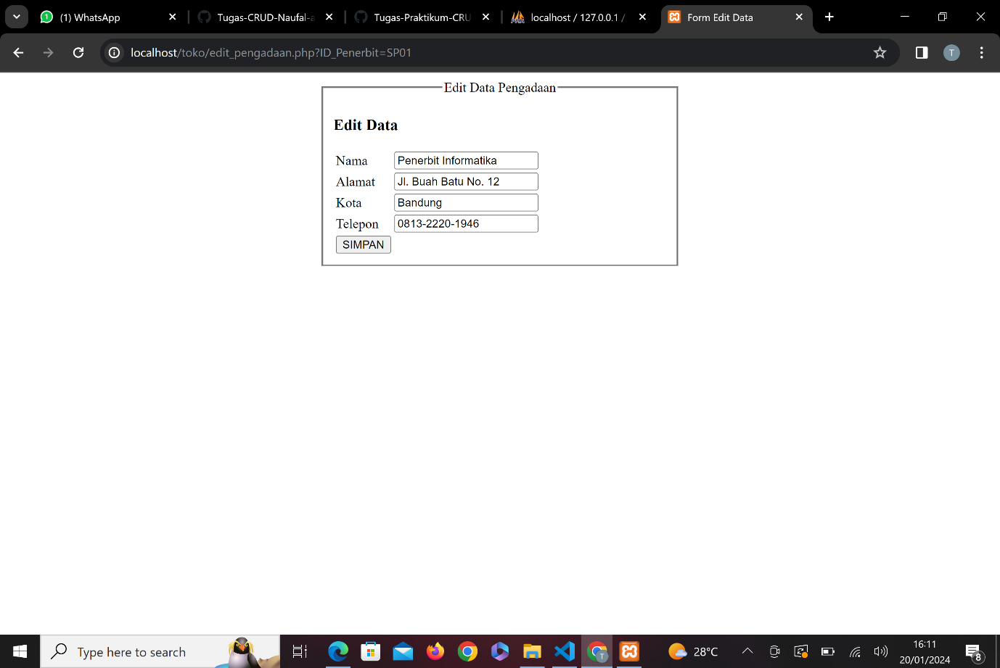 (1) WhatsApp
Tugas-CRUD-Naufal-a
Tugas-Praktikum-CRU
localhost / 127.0.0.1 /
Form Edit Data
localhost/toko/edit_pengadaan.php?ID_Penerbit=SP01
T
Edit Data Pengadaan
Edit Data
Nama Penerbit Informatika
Alamat Jl. Buah Batu No. 12
Kota Bandung
Telepon 0813-2220-1946
SIMPAN
Type here to search
T
28°C
16:11
20/01/2024
8